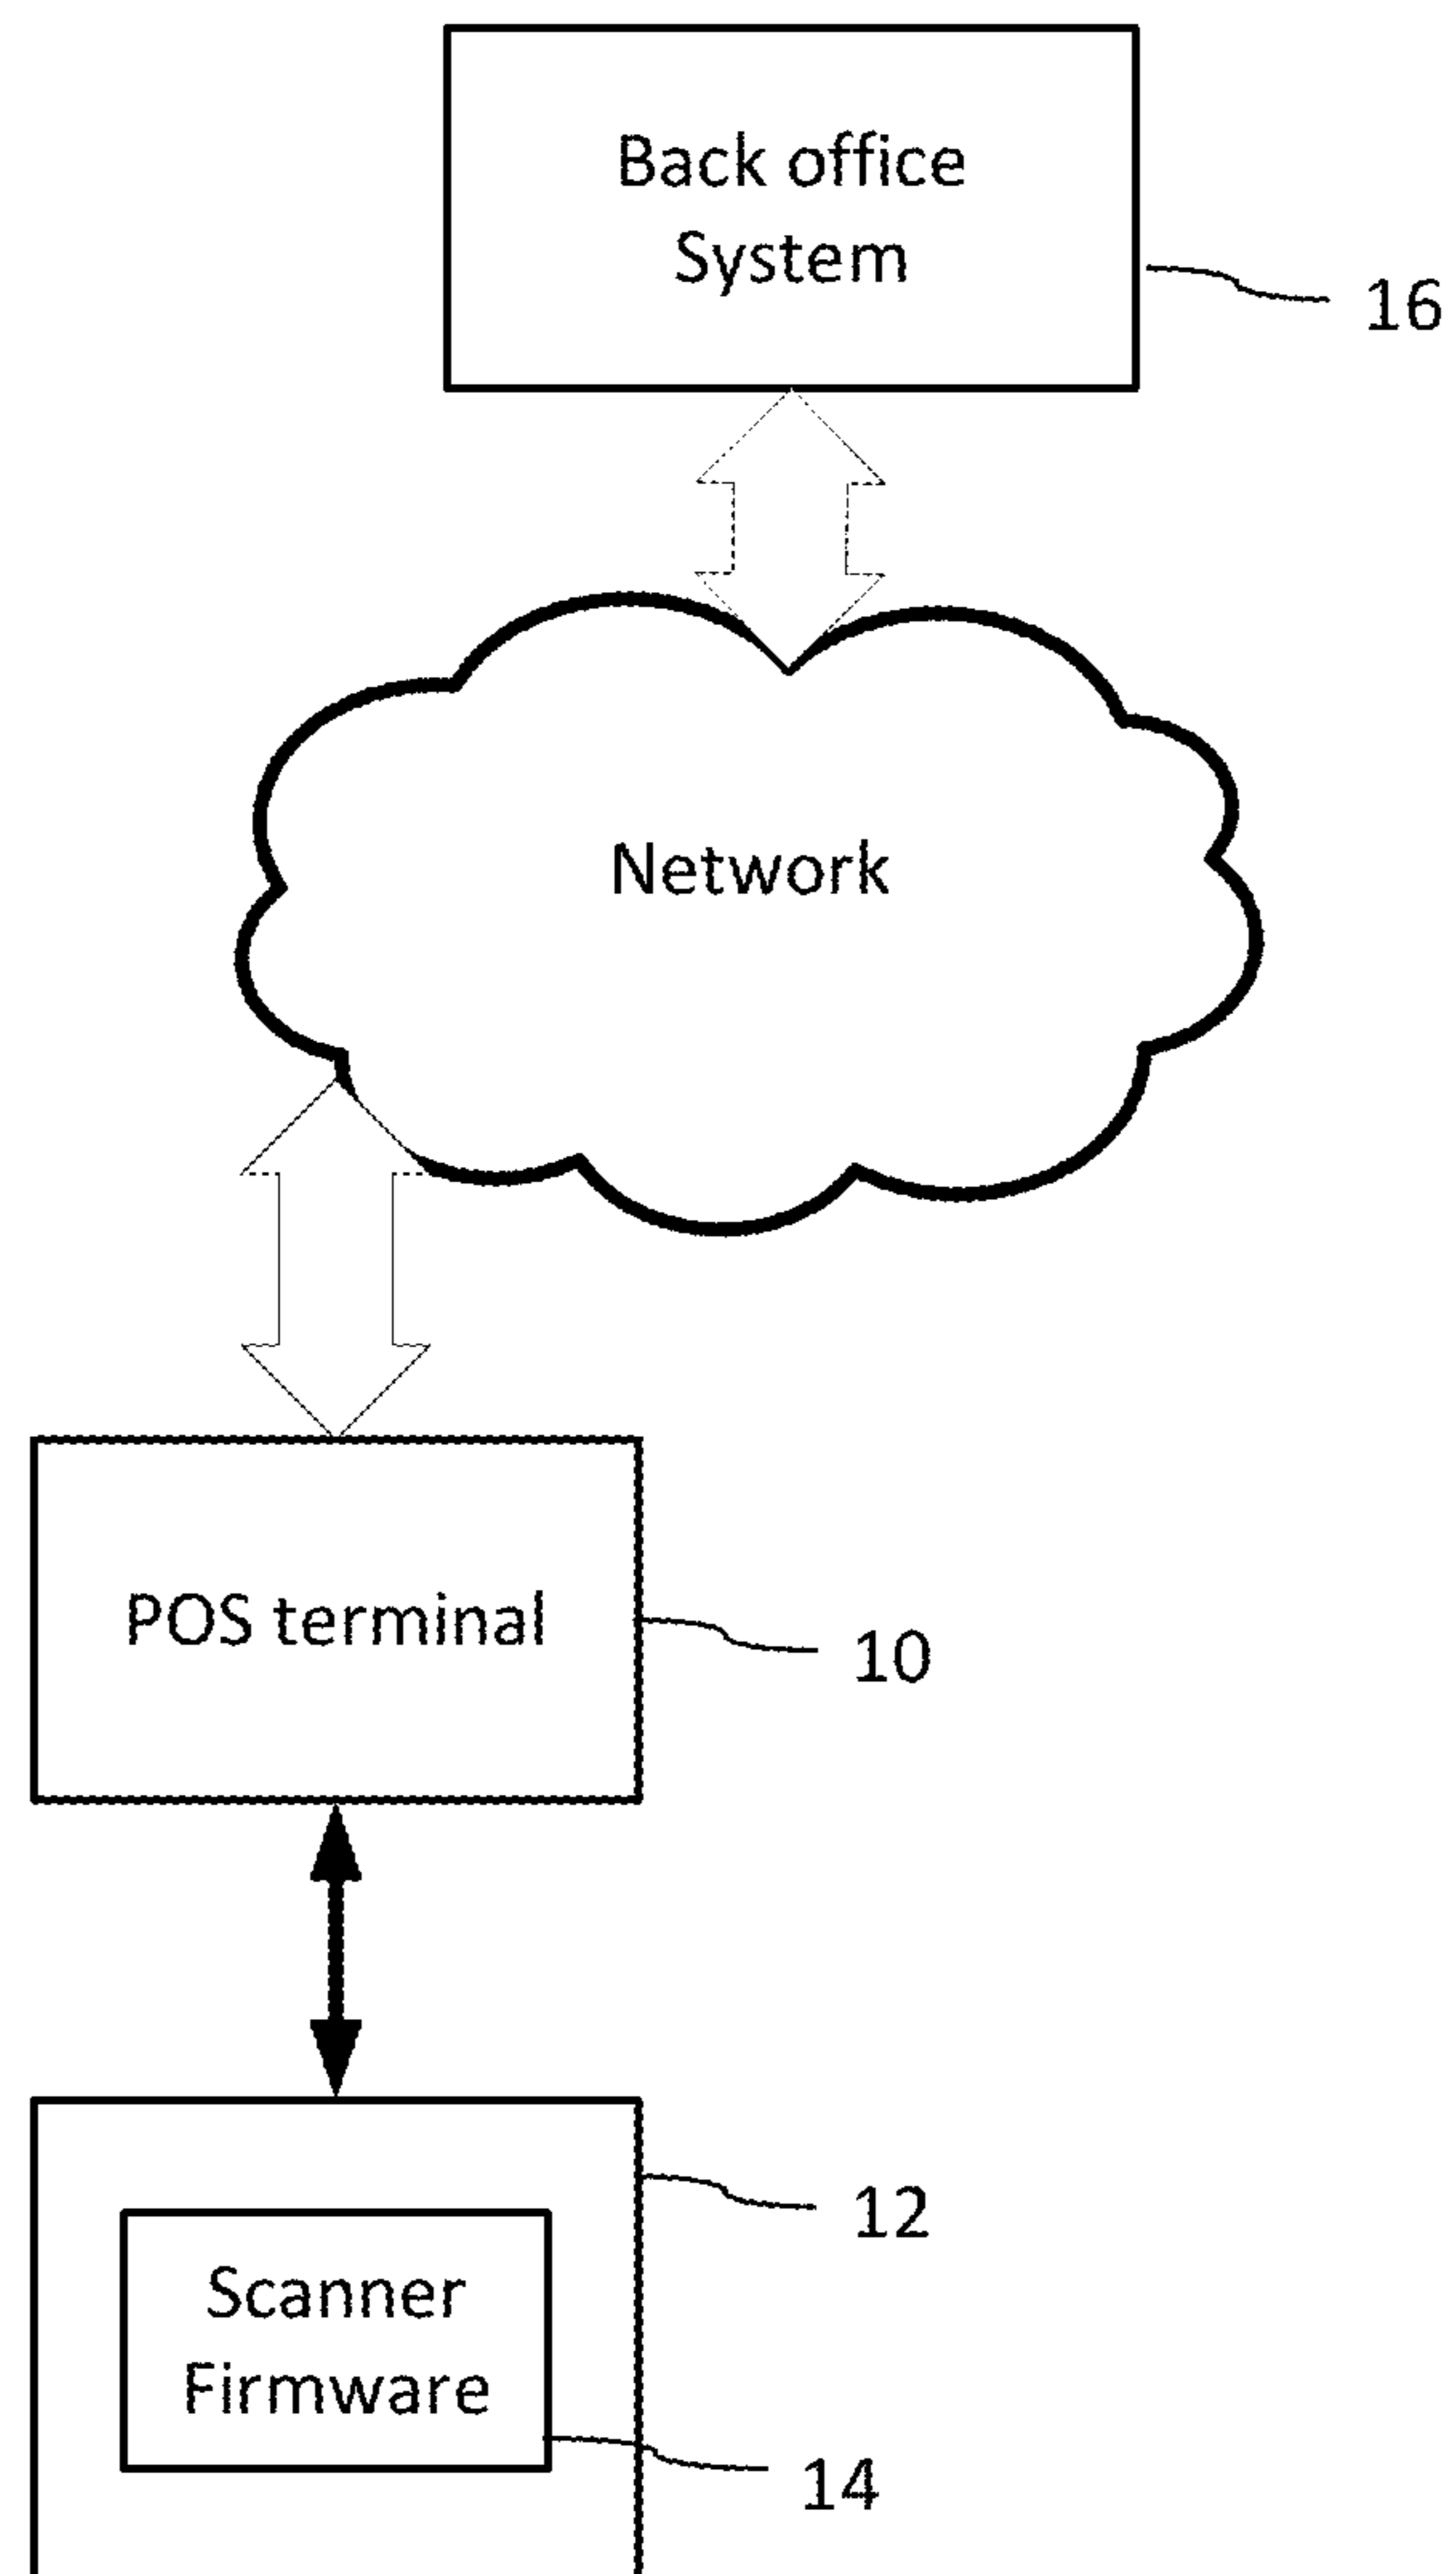 Back office
System
16
Network
POS terminal
10
12
Scanner
Firmware
14